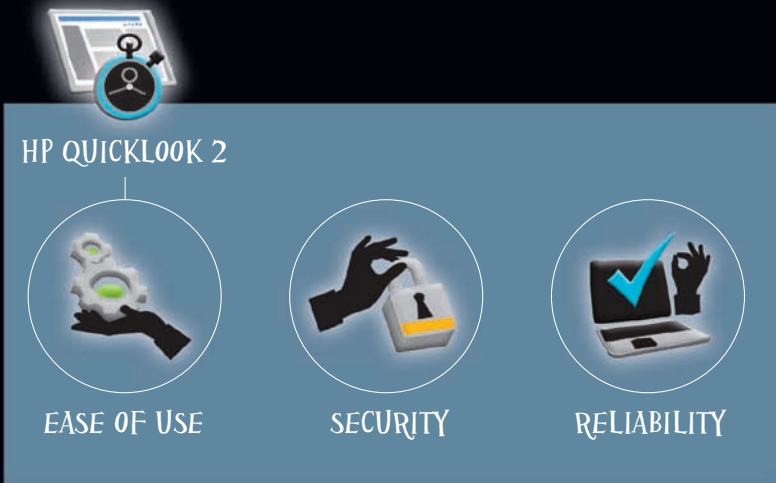 HP QUICKLOOK 2
EASE OF USE
SECURITY
RELIABILITY